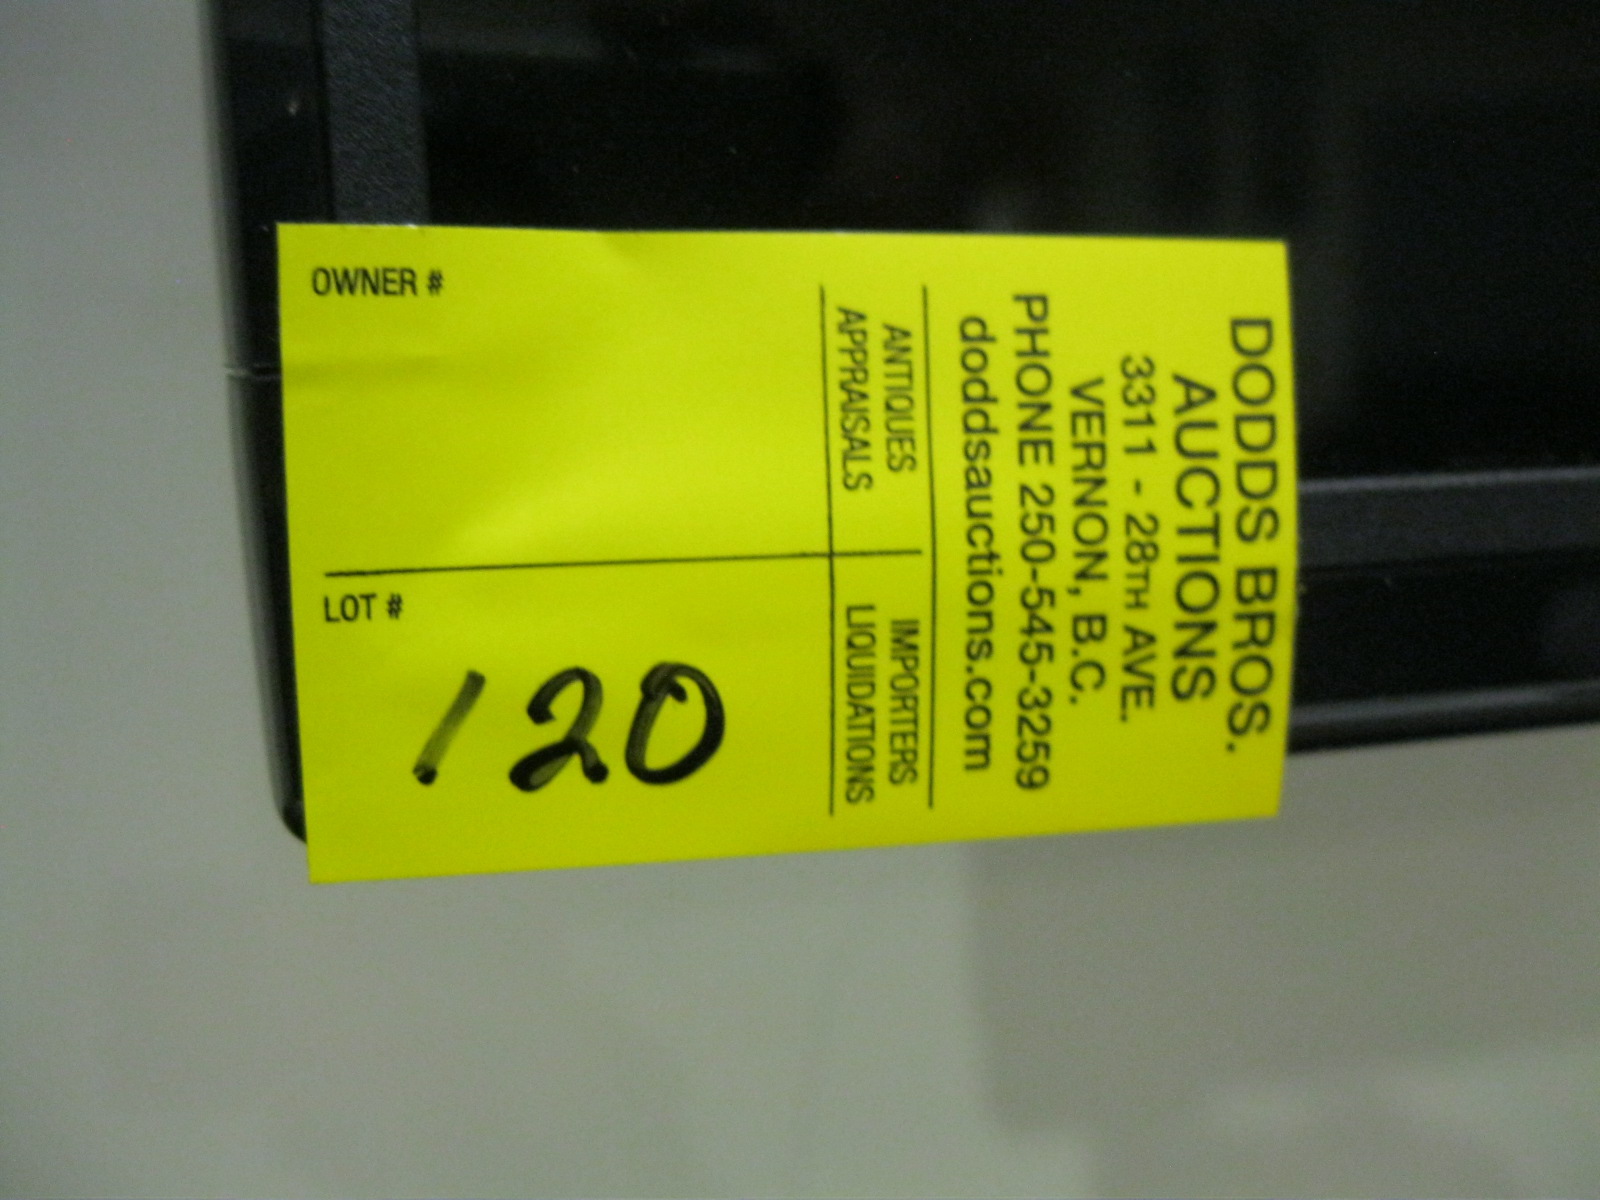 DODDS BROS.
AUCTIONS
3311 - 28TH AVE.
VERNON, B.C.
PHONE 250-545-3259
doddsauctions.com
ANTIQUES
APPRAISALS
IMPORTERS
LIQUIDATIONS
OWNER #
LOT #
120